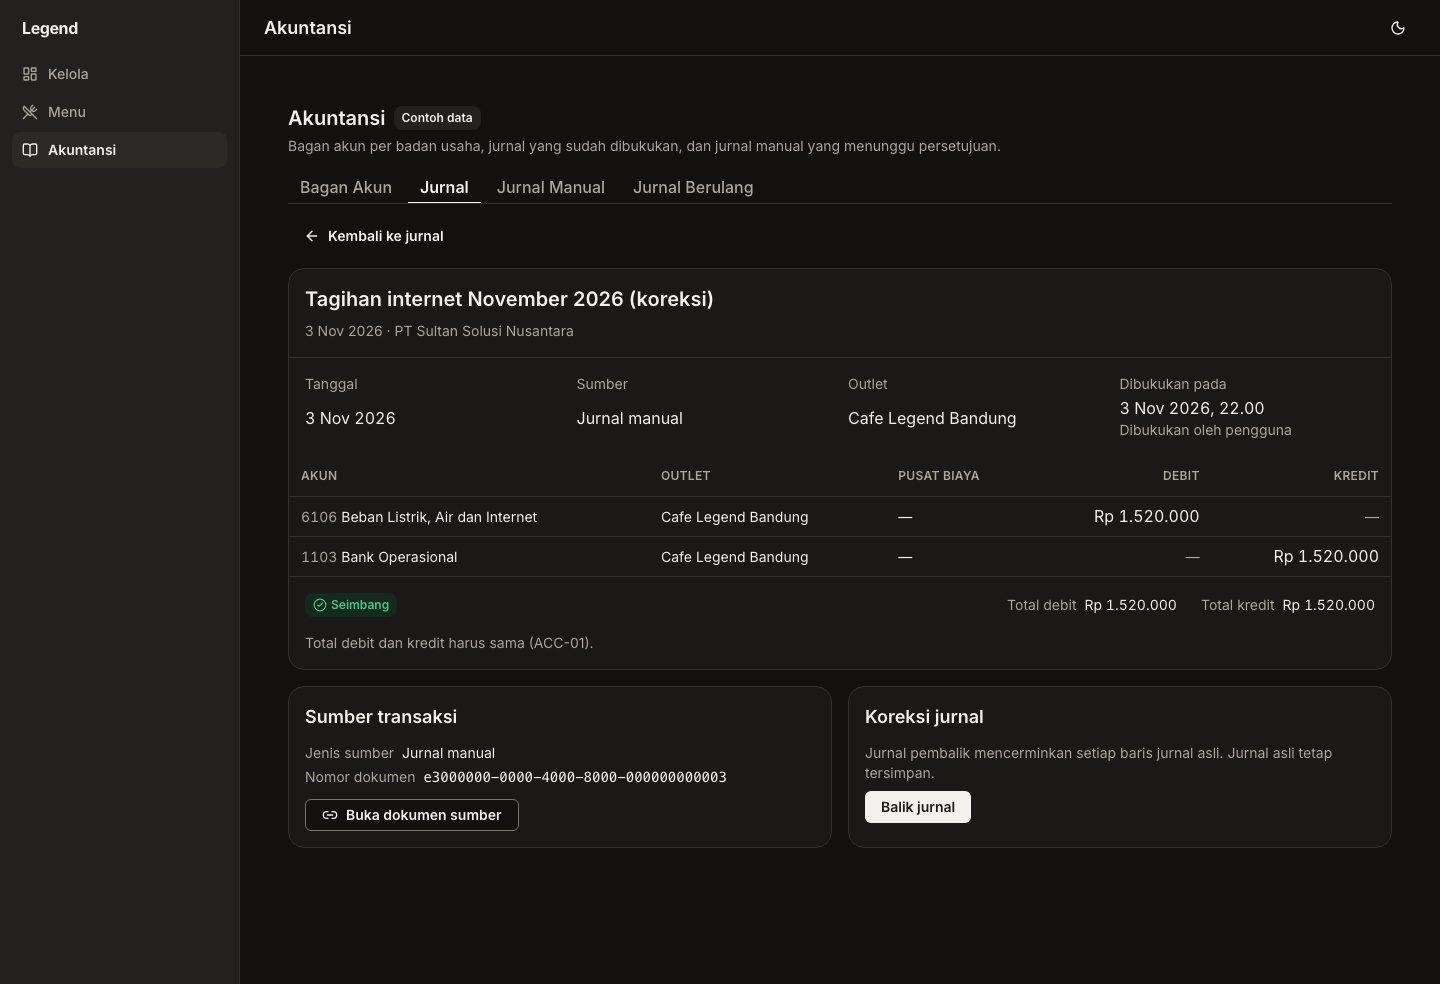 Legend
Akuntansi
Kelola
Menu
Akuntansi
Akuntansi Contoh data
Bagan akun per badan usaha, jurnal yang sudah dibukukan, dan jurnal manual yang menunggu persetujuan.
Bagan Akun Jurnal Jurnal Manual Jurnal Berulang
Kembali ke jurnal
Tagihan internet November 2026 (koreksi)
3 Nov 2026 · PT Sultan Solusi Nusantara
Tanggal Sumber Outlet Dibukukan pada
3 Nov 2026 Jurnal manual Cafe Legend Bandung 3 Nov 2026, 22.00
Dibukukan oleh pengguna
AKUN OUTLET PUSAT BIAYA DEBIT KREDIT
6106 Beban Listrik, Air dan Internet Cafe Legend Bandung — Rp 1.520.000 —
1103 Bank Operasional Cafe Legend Bandung — — Rp 1.520.000
Seimbang Total debit Rp 1.520.000 Total kredit Rp 1.520.000
Total debit dan kredit harus sama (ACC-01).
Sumber transaksi
Jenis sumber Jurnal manual
Nomor dokumen e3000000-0000-4000-8000-000000000003
Buka dokumen sumber
Koreksi jurnal
Jurnal pembalik mencerminkan setiap baris jurnal asli. Jurnal asli tetap
tersimpan.
Balik jurnal